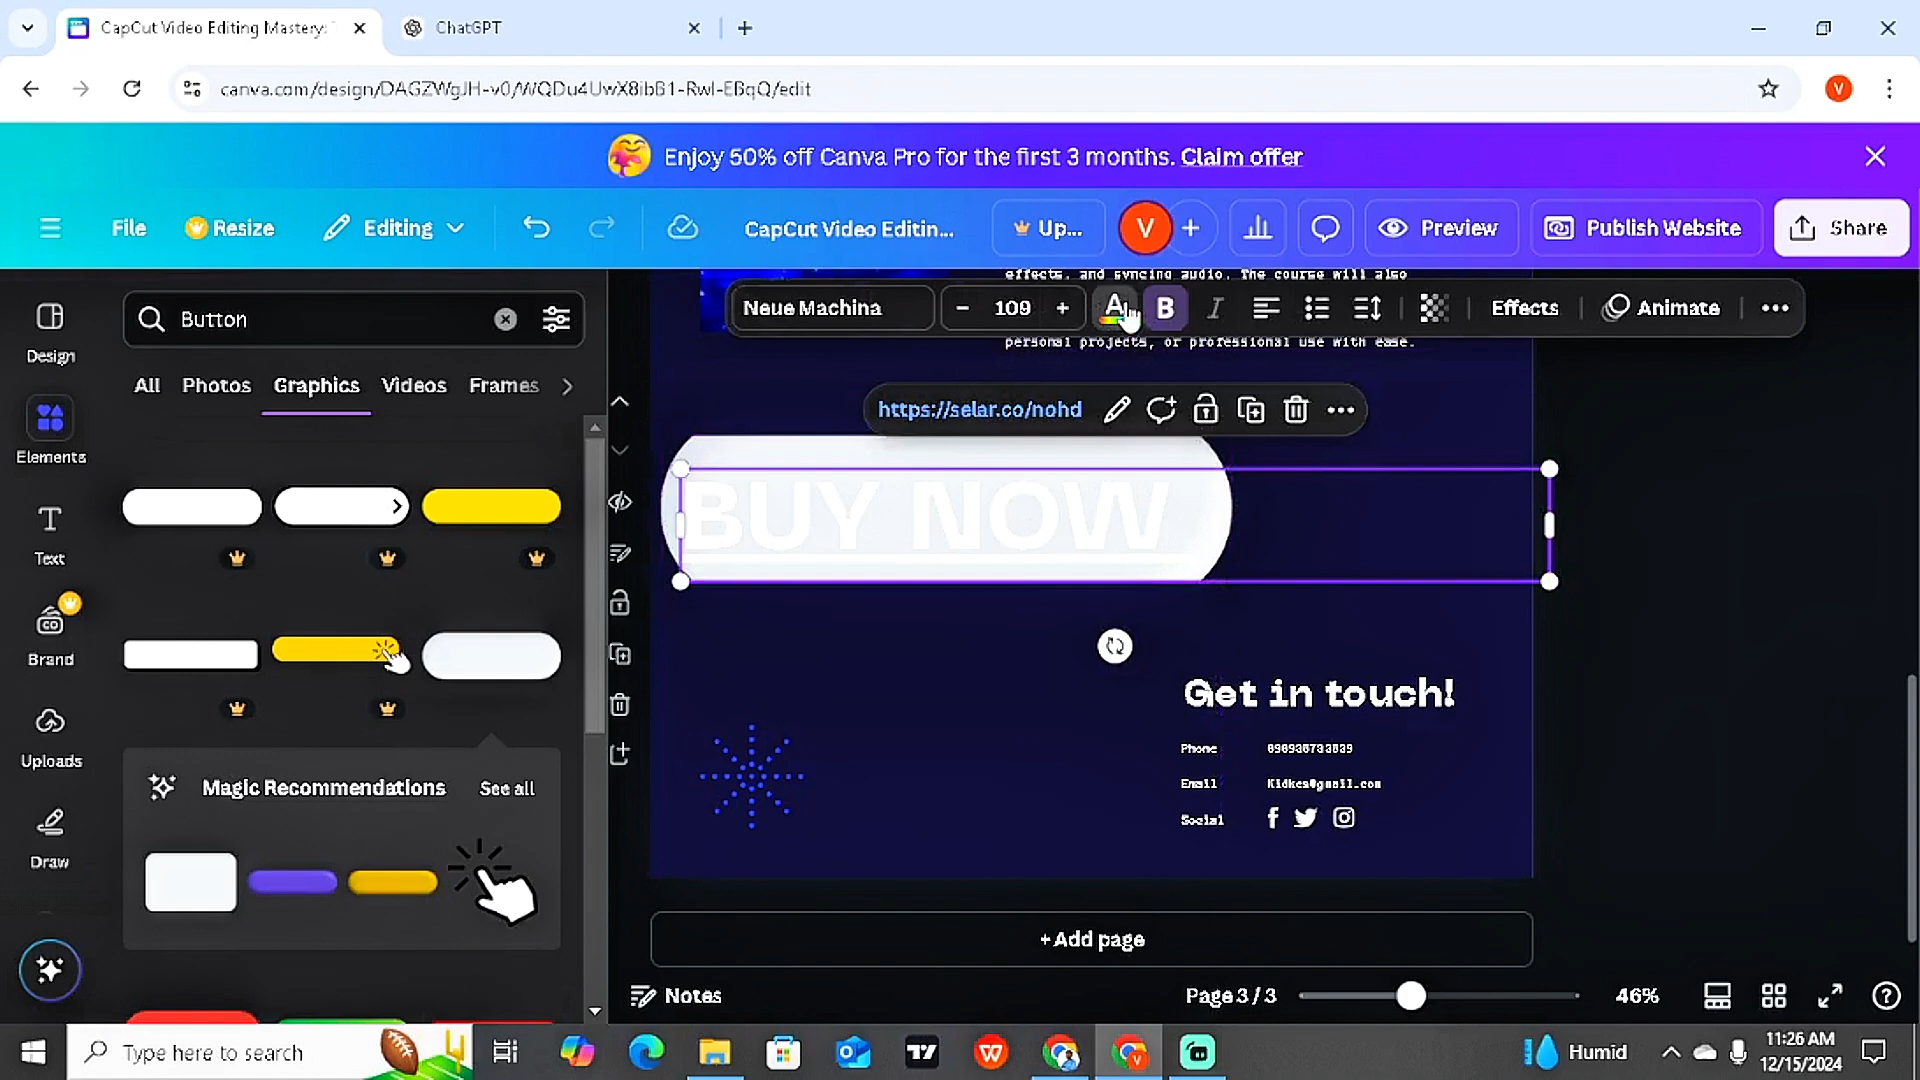 CapCut Video Editing Mastery:
ChatGPT
canva.com/design/DAGZWgJH-v0/WQDu4UwX8ibB1-Rwl-EBqQ/edit
V
Enjoy 50% off Canva Pro for the first 3 months. Claim offer
File
Resize
Editing
CapCut Video Editin...
Up...
V
Preview
Publish Website
Share
Design
Elements
Text
Brand
Uploads
Draw
Button
All
Photos
Graphics
Videos
Frames
Magic Recommendations
See all
effects, and syncing audio. The course will also
Neue Machina
109
A
B
I
Effects
Animate
personal projects, or professional use with ease.
https://selar.co/nohd
BUY NOW
Get in touch!
Phone
Email
Kidkes@gmail.com
Social
+ Add page
Notes
Page 3 / 3
46%
Type here to search
Humid
11:26 AM
12/15/2024